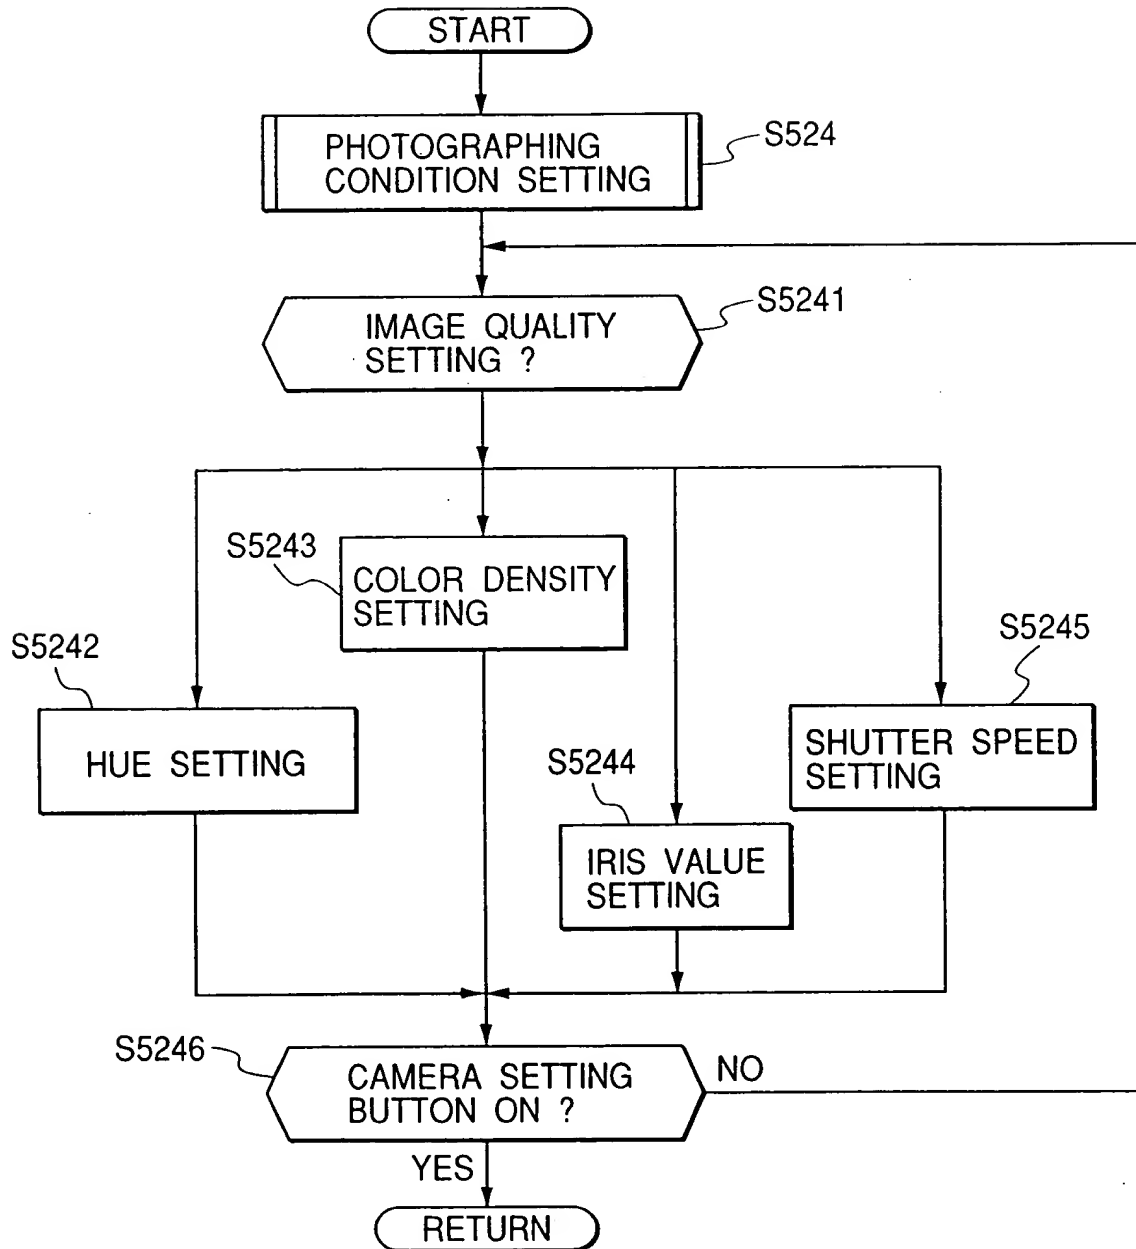 START
PHOTOGRAPHING
CONDITION SETTING
S524
IMAGE QUALITY
SETTING ?
S5241
S5243
COLOR DENSITY
SETTING
S5242
HUE SETTING
S5245
SHUTTER SPEED
SETTING
S5244
IRIS VALUE
SETTING
S5246
CAMERA SETTING
BUTTON ON ?
NO
YES
RETURN